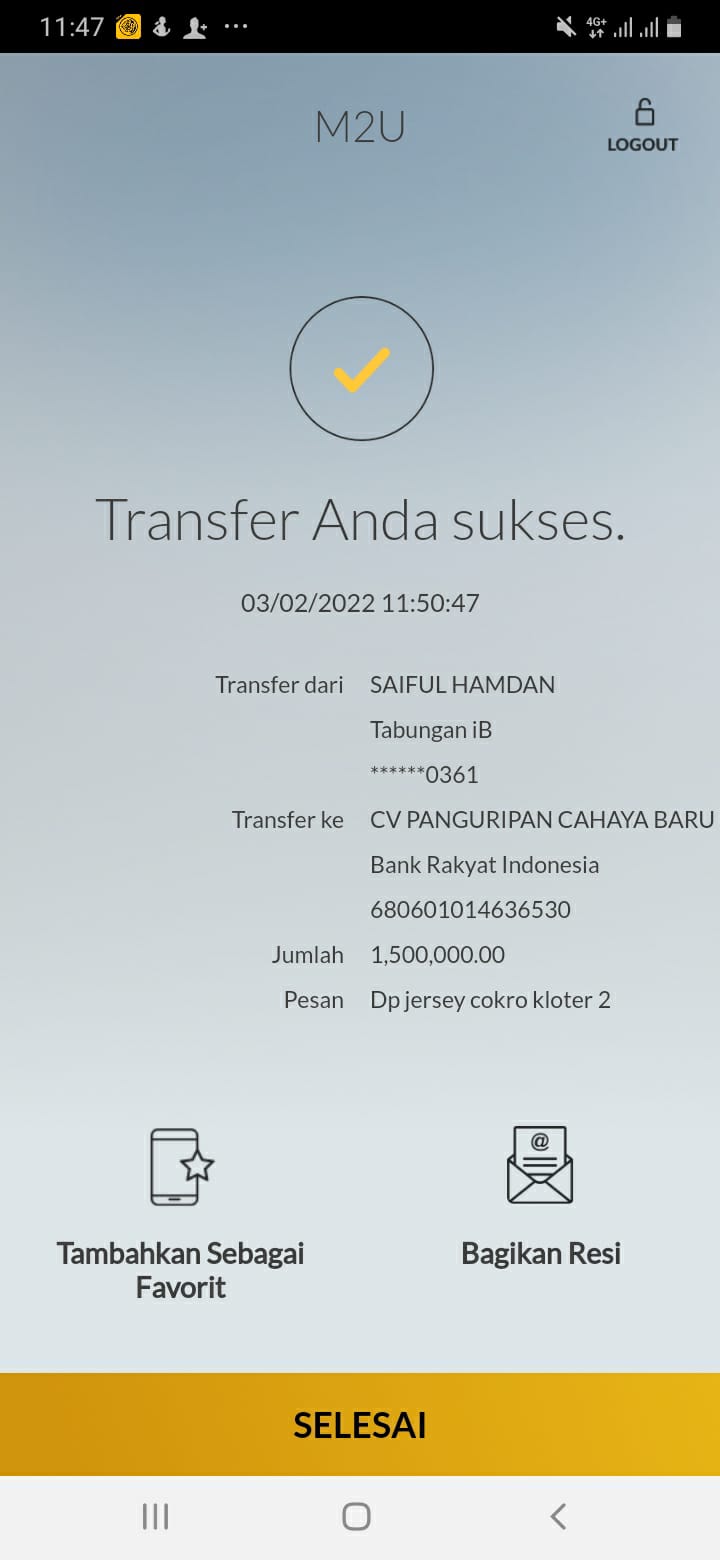 11:47
4G+
M2U
LOGOUT
Transfer Anda sukses.
03/02/2022 11:50:47
Transfer dari SAIFUL HAMDAN
Tabungan iB
******0361
Transfer ke CV PANGURIPAN CAHAYA BARU
Bank Rakyat Indonesia
680601014636530
Jumlah 1,500,000.00
Pesan Dp jersey cokro kloter 2
@
Tambahkan Sebagai
Favorit
Bagikan Resi
SELESAI